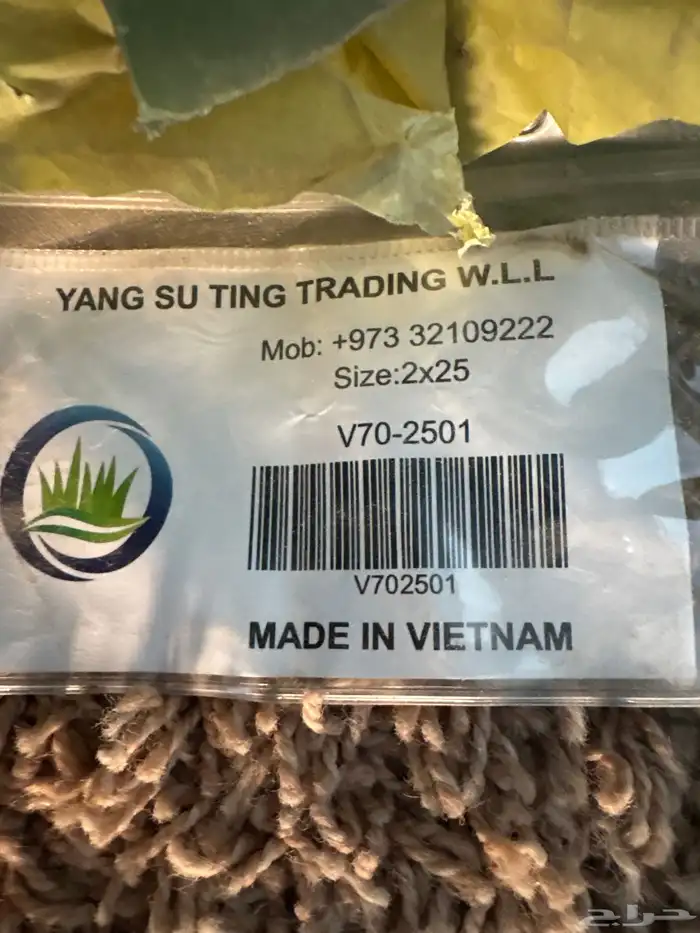 YANG SU TING TRADING W.L.L
Mob: +973 32109222
Size:2x25
V70-2501
V702501
MADE IN VIETNAM
حراج